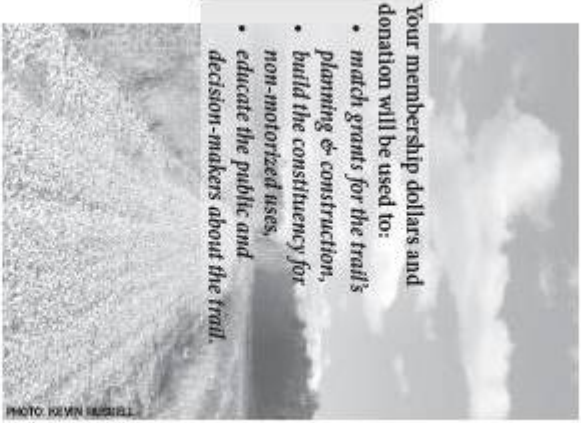 Your membership dollars and
donation will be used to:
• match grants for the trail's
planning & construction,
• build the constituency for
non-motorized uses,
• educate the public and
decision-makers about the trail.
PHOTO: KEVIN RUSSELL